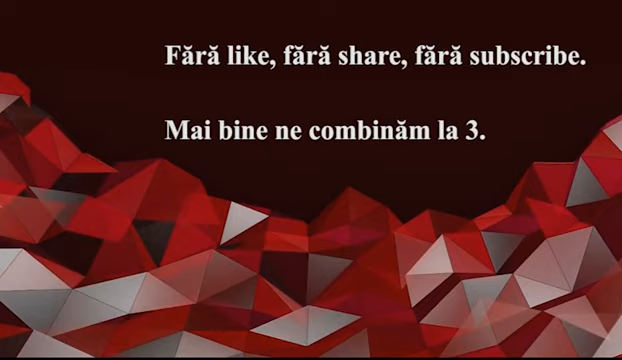 Fără like, fără share, fără subscribe.
Mai bine ne combinăm la 3.